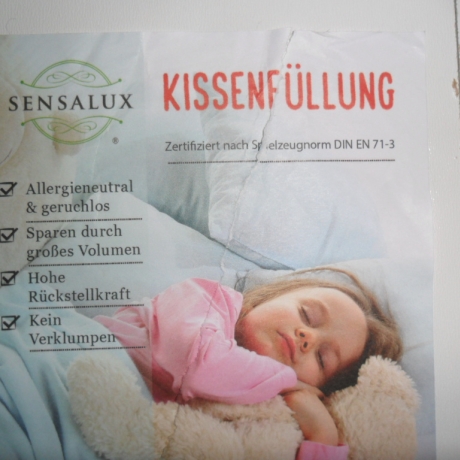 SENSALUX
®
KISSENFÜLLUNG
Zertifiziert nach Spielzeugnorm DIN EN 71-3
Allergieneutral
& geruchlos
Sparen durch
großes Volumen
Hohe
Rückstellkraft
Kein
Verklumpen